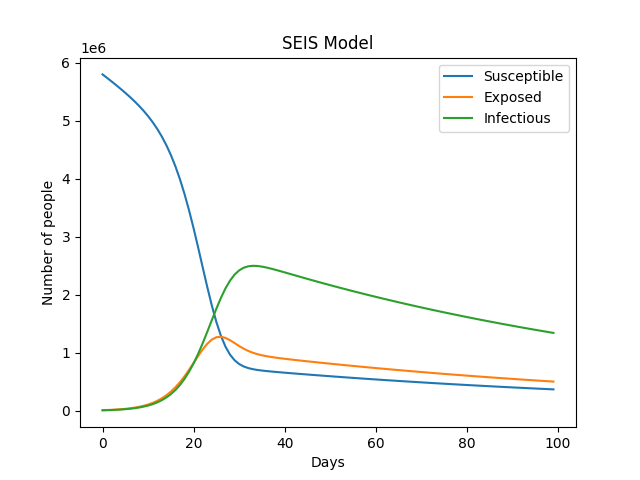 SEIS Model
1e6
Susceptible
Exposed
Infectious
6
5
4
3
2
1
0
Number of people
0 20 40 60 80 100
Days